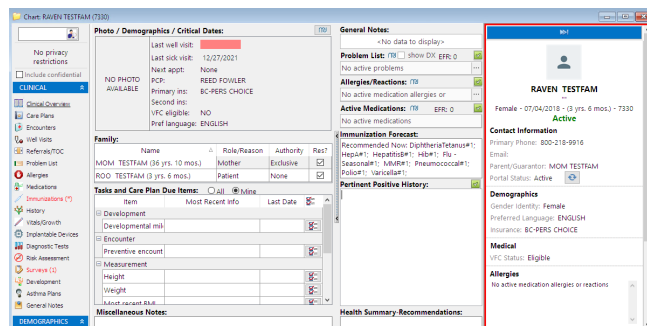 Chart: RAVEN TESTFAM (7330)
No privacy
restrictions
Include confidential
CLINICAL
Clinical Overview
Care Plans
Encounters
Well Visits
Referrals/TOC
Problem List
Allergies
Medications
Immunizations (*)
History
Vitals/Growth
Implantable Devices
Diagnostic Tests
Risk Assessment
Surveys (1)
Development
Asthma Plans
General Notes
DEMOGRAPHICS
Photo / Demographics / Critical Dates:
NO PHOTO
AVAILABLE
Last well visit:
Last sick visit: 12/27/2021
Next appt: None
PCP: REED FOWLER
Primary ins: BC-PERS CHOICE
Second ins:
VFC eligible: NO
Pref language: ENGLISH
Family:
Name Role/Reason Authority Res?
MOM TESTFAM (36 yrs. 10 mos.) Mother Exclusive
ROO TESTFAM (3 yrs. 6 mos.) Patient None
Tasks and Care Plan Due Items: All Mine
Item Most Recent Info Last Date
Development
Developmental mil
Encounter
Preventive encount
Measurement
Height
Weight
Most recent BMI
Miscellaneous Notes:
General Notes:
<No data to display>
Problem List: show DX EFR: 0
No active problems
Allergies/Reactions: EFR: 0
No active medication allergies or
Active Medications: EFR: 0
No active medications
Immunization Forecast:
Recommended Now: DiphtheriaTetanus#1;
HepA#1; HepatitisB#1; Hib#1; Flu -
Seasonal#1; MMR#1; Pneumococcal#1;
Polio#1; Varicella#1;
Pertinent Positive History:
Health Summary-Recommendations:
RAVEN TESTFAM
--
Female - 07/04/2018 - (3 yrs. 6 mos.) - 7330
Active
Contact Information
Primary Phone: 800-218-9916
Email:
Parent/Guarantor: MOM TESTFAM
Portal Status: Active
Demographics
Gender Identity: Female
Preferred Language: ENGLISH
Insurance: BC-PERS CHOICE
Medical
VFC Status: Eligible
Allergies
No active medication allergies or reactions